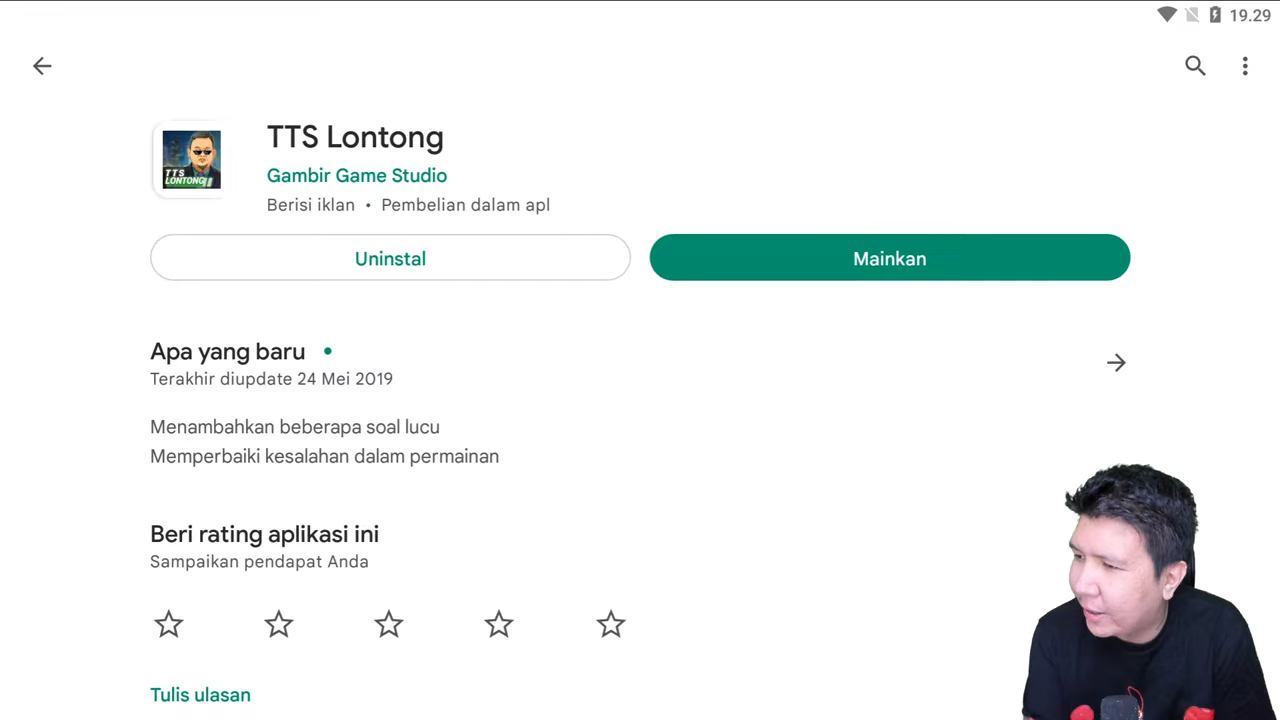 19.29
TTS Lontong
TTS
LONTONG
Gambir Game Studio
Berisi iklan • Pembelian dalam apl
Uninstal
Mainkan
Apa yang baru •
Terakhir diupdate 24 Mei 2019
Menambahkan beberapa soal lucu
Memperbaiki kesalahan dalam permainan
Beri rating aplikasi ini
Sampaikan pendapat Anda
Tulis ulasan